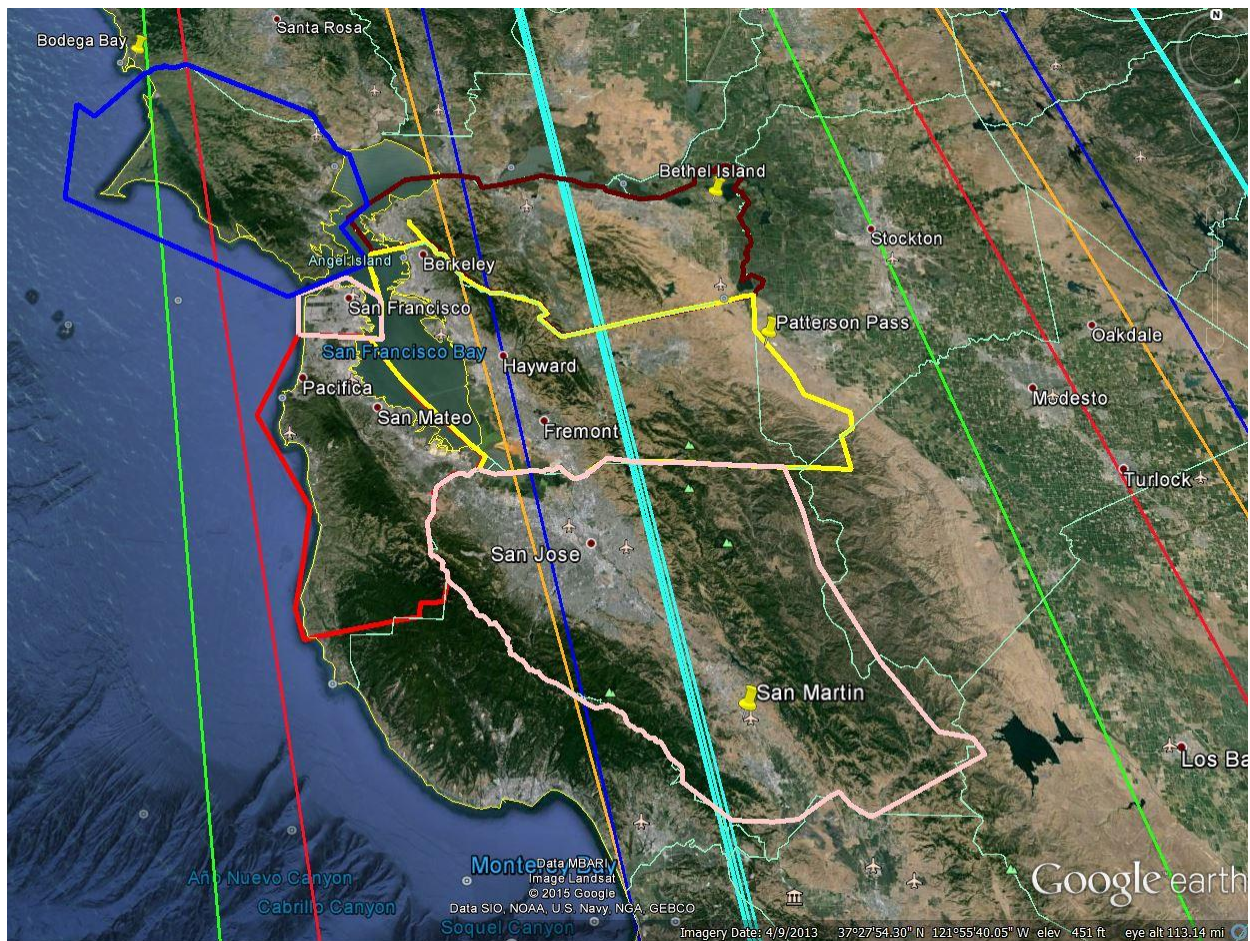 N
Santa Rosa
Bodega Bay
Bethel Island
Stockton
Angel Island
Berkeley
San Francisco
Patterson Pass
Oakdale
San Francisco Bay
Hayward
Pacifica
Modesto
San Mateo
Fremont
Turlock
San Jose
San Martin
Los Ba
Monterey Bay
Data MBARI
Image Landsat
© 2015 Google
Data SIO, NOAA, U.S. Navy, NGA, GEBCO
Año Nuevo Canyon
Cabrillo Canyon
Soquel Canyon
Google earth
Imagery Date: 4/9/2013 37°27'54.30" N 121°55'40.05" W elev 451 ft eye alt 113.14 mi